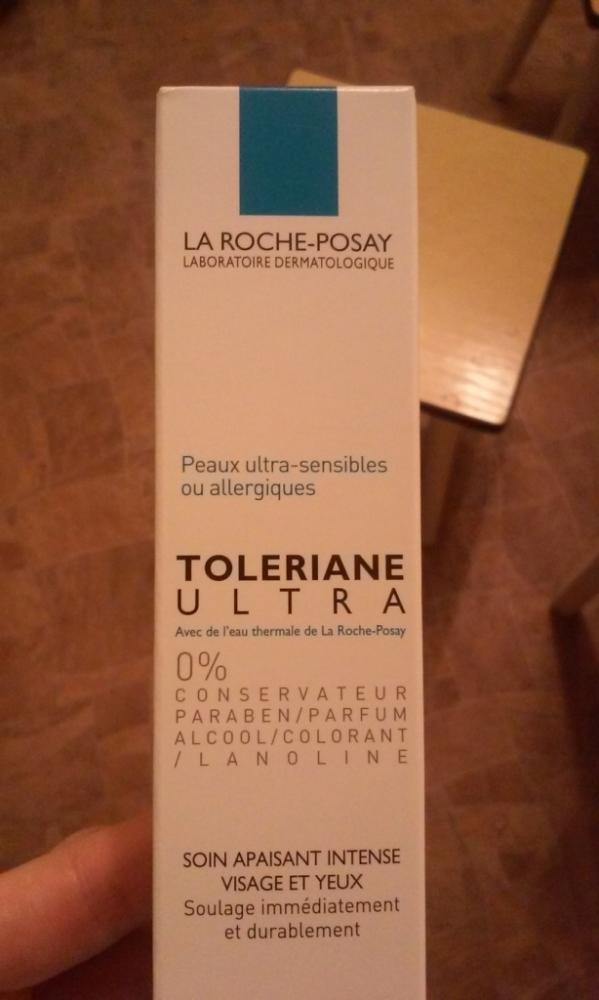 LA ROCHE-POSAY
LABORATOIRE DERMATOLOGIQUE
Peaux ultra-sensibles
ou allergiques
TOLERIANE
ULTRA
Avec de l'eau thermale de La Roche-Posay
0%
CONSERVATEUR
PARABEN/PARFUM
ALCOOL/COLORANT
/LANOLINE
SOIN APAISANT INTENSE
VISAGE ET YEUX
Soulage immédiatement
et durablement